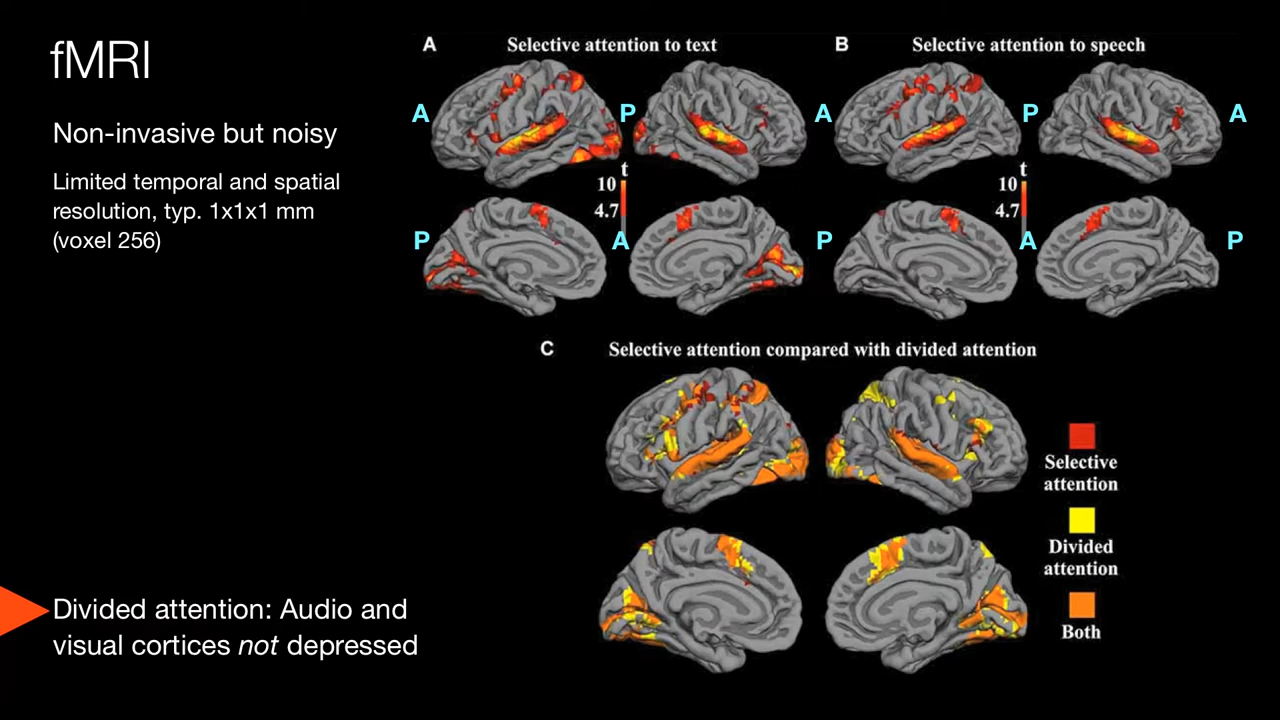 fMRI
Non-invasive but noisy
Limited temporal and spatial
resolution, typ. 1x1x1 mm
(voxel 256)
Divided attention: Audio and
visual cortices not depressed
A
Selective attention to text
A
P
t
10
4.7
P
A
B
Selective attention to speech
A
P
A
t
10
4.7
P
A
P
C
Selective attention compared with divided attention
Selective
attention
Divided
attention
Both